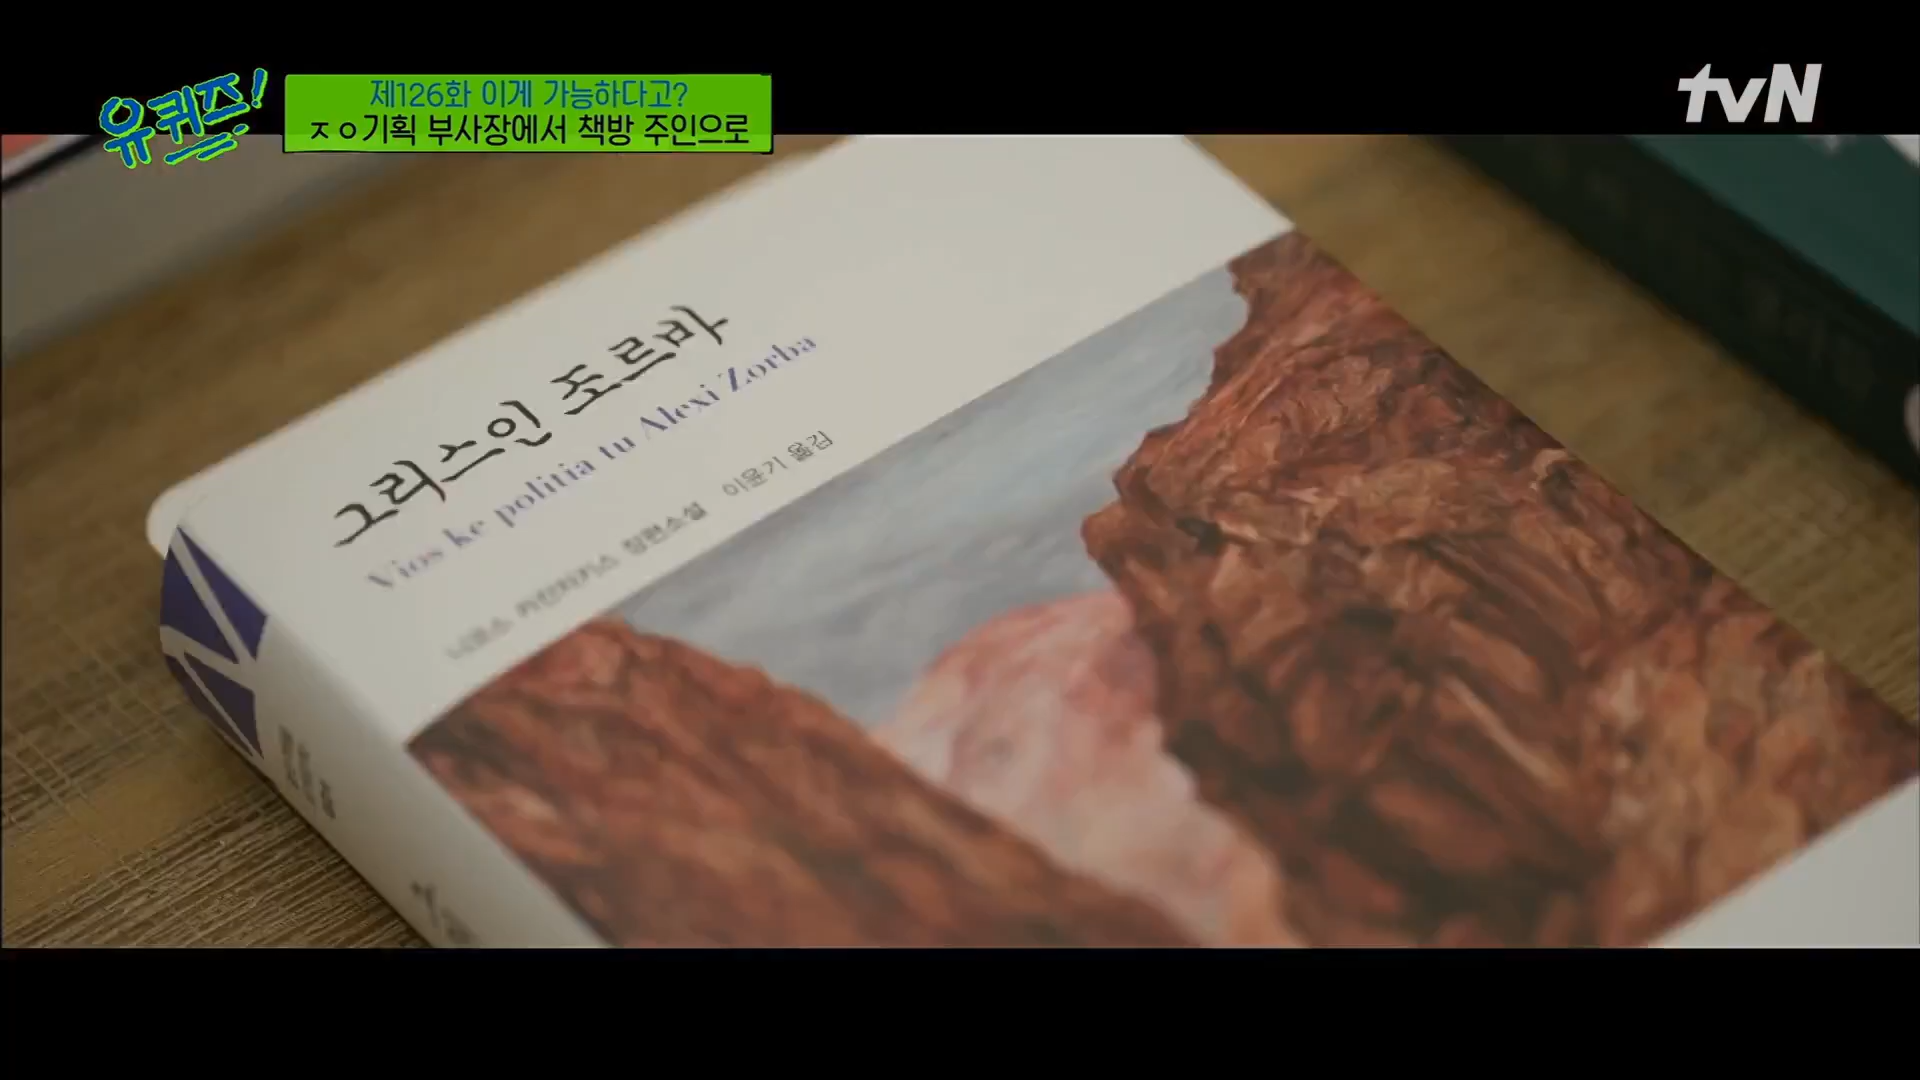 유퀴즈!
제126화 이게 가능하다고?
ㅈㅇ기획 부사장에서 책방 주인으로
tvN
그리스인 조르바
Vios ke politia tu Alexi Zorba
니코스 카잔차키스 장편소설 이윤기 옮김